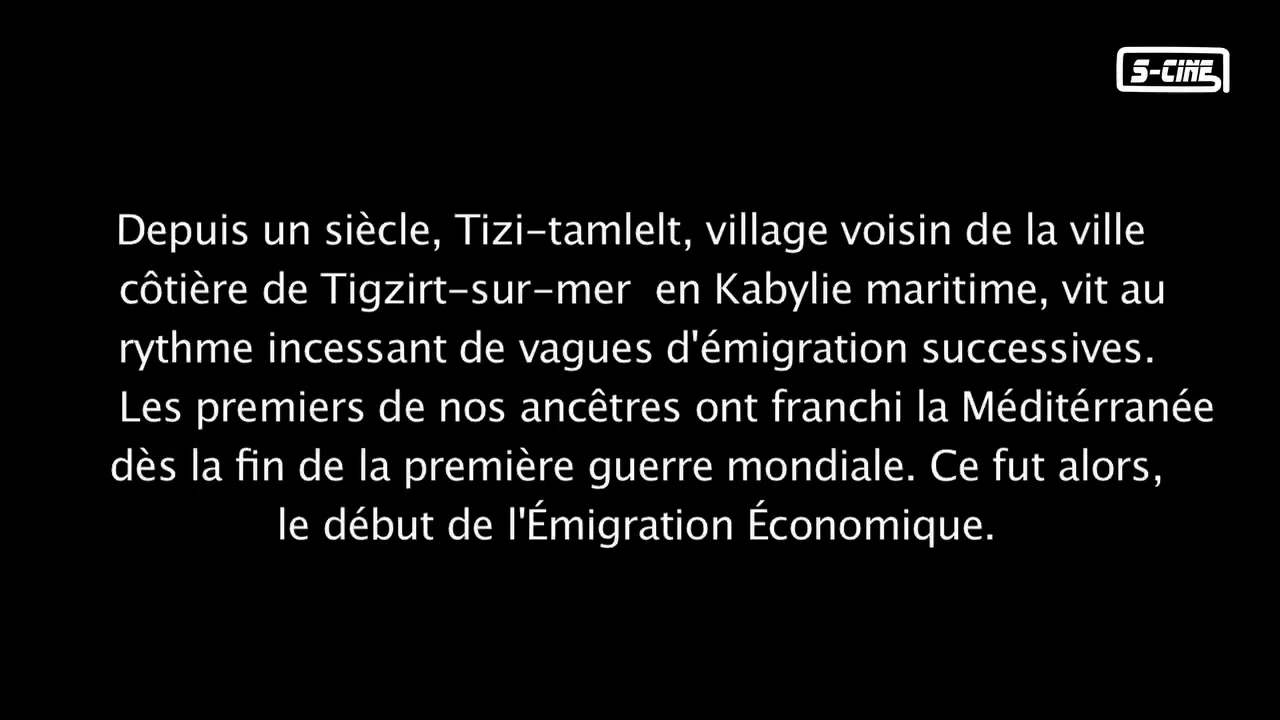 S-CINE
Depuis un siècle, Tizi-tamlelt, village voisin de la ville
côtière de Tigzirt-sur-mer en Kabylie maritime, vit au
rythme incessant de vagues d'émigration successives.
Les premiers de nos ancêtres ont franchi la Méditérranée
dès la fin de la première guerre mondiale. Ce fut alors,
le début de l'Émigration Économique.